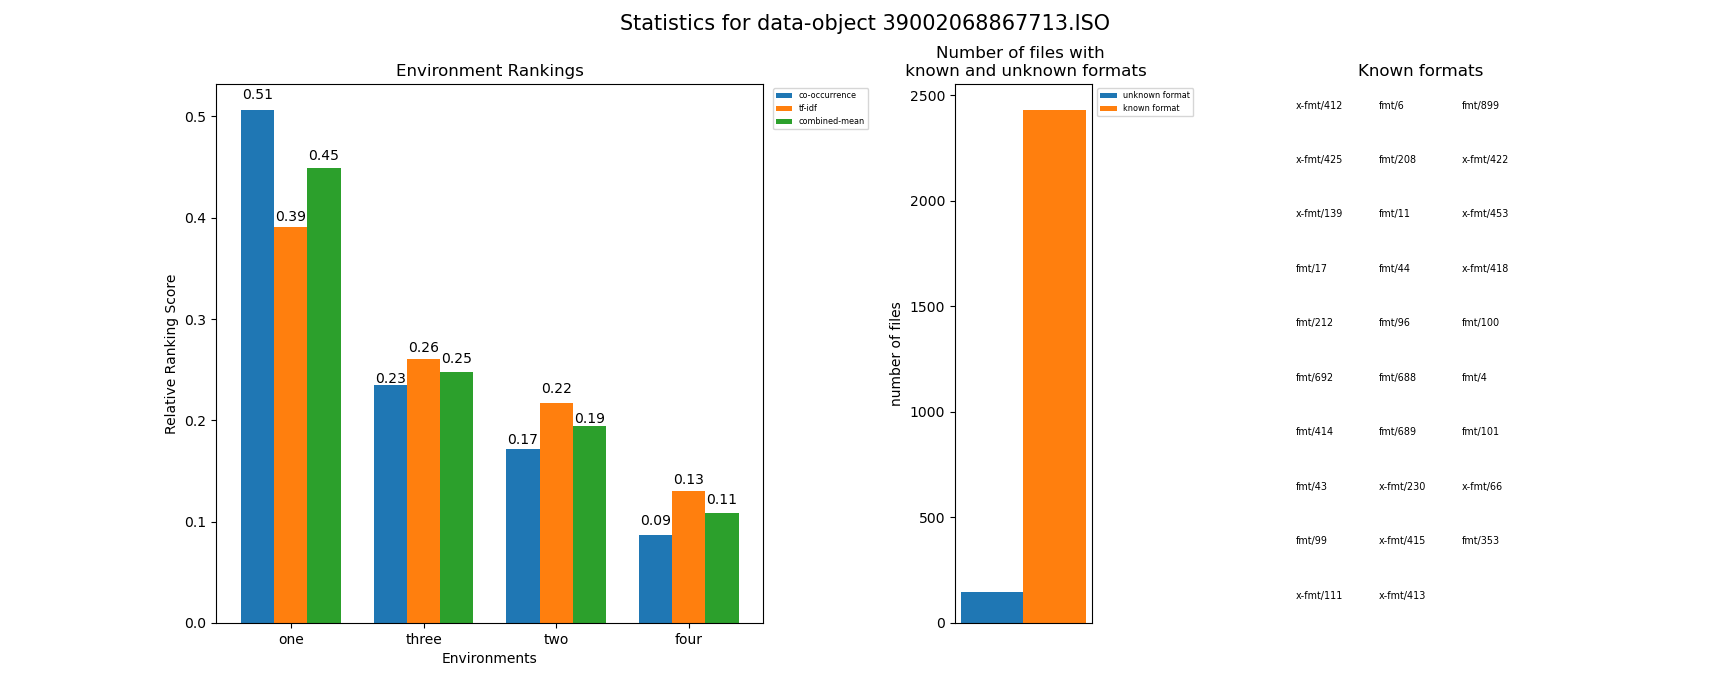 Statistics for data-object 39002068867713.ISO
Environment Rankings
Relative Ranking Score
0.5
0.4
0.3
0.2
0.1
0.0
0.51
0.39
0.45
0.23
0.26
0.25
0.17
0.22
0.19
0.09
0.13
0.11
one three two four
Environments
co-occurrence
tf-idf
combined-mean
Number of files with
known and unknown formats
number of files
2500
2000
1500
1000
500
0
unknown format
known format
Known formats
x-fmt/412 fmt/6 fmt/899
x-fmt/425 fmt/208 x-fmt/422
x-fmt/139 fmt/11 x-fmt/453
fmt/17 fmt/44 x-fmt/418
fmt/212 fmt/96 fmt/100
fmt/692 fmt/688 fmt/4
fmt/414 fmt/689 fmt/101
fmt/43 x-fmt/230 x-fmt/66
fmt/99 x-fmt/415 fmt/353
x-fmt/111 x-fmt/413